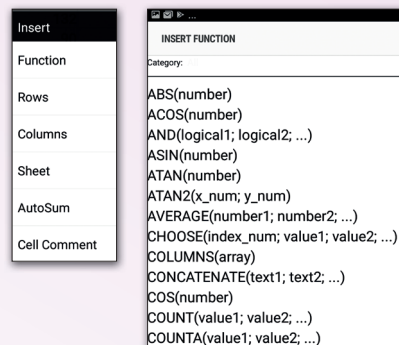 Insert
Function
Rows
Columns
Sheet
AutoSum
Cell Comment
INSERT FUNCTION
Category:
ABS(number)
ACOS(number)
AND(logical1; logical2; ...)
ASIN(number)
ATAN(number)
ATAN2(x_num; y_num)
AVERAGE(number1; number2; ...)
CHOOSE(index_num; value1; value2; ...)
COLUMNS(array)
CONCATENATE(text1; text2; ...)
COS(number)
COUNT(value1; value2; ...)
COUNTA(value1; value2; ...)